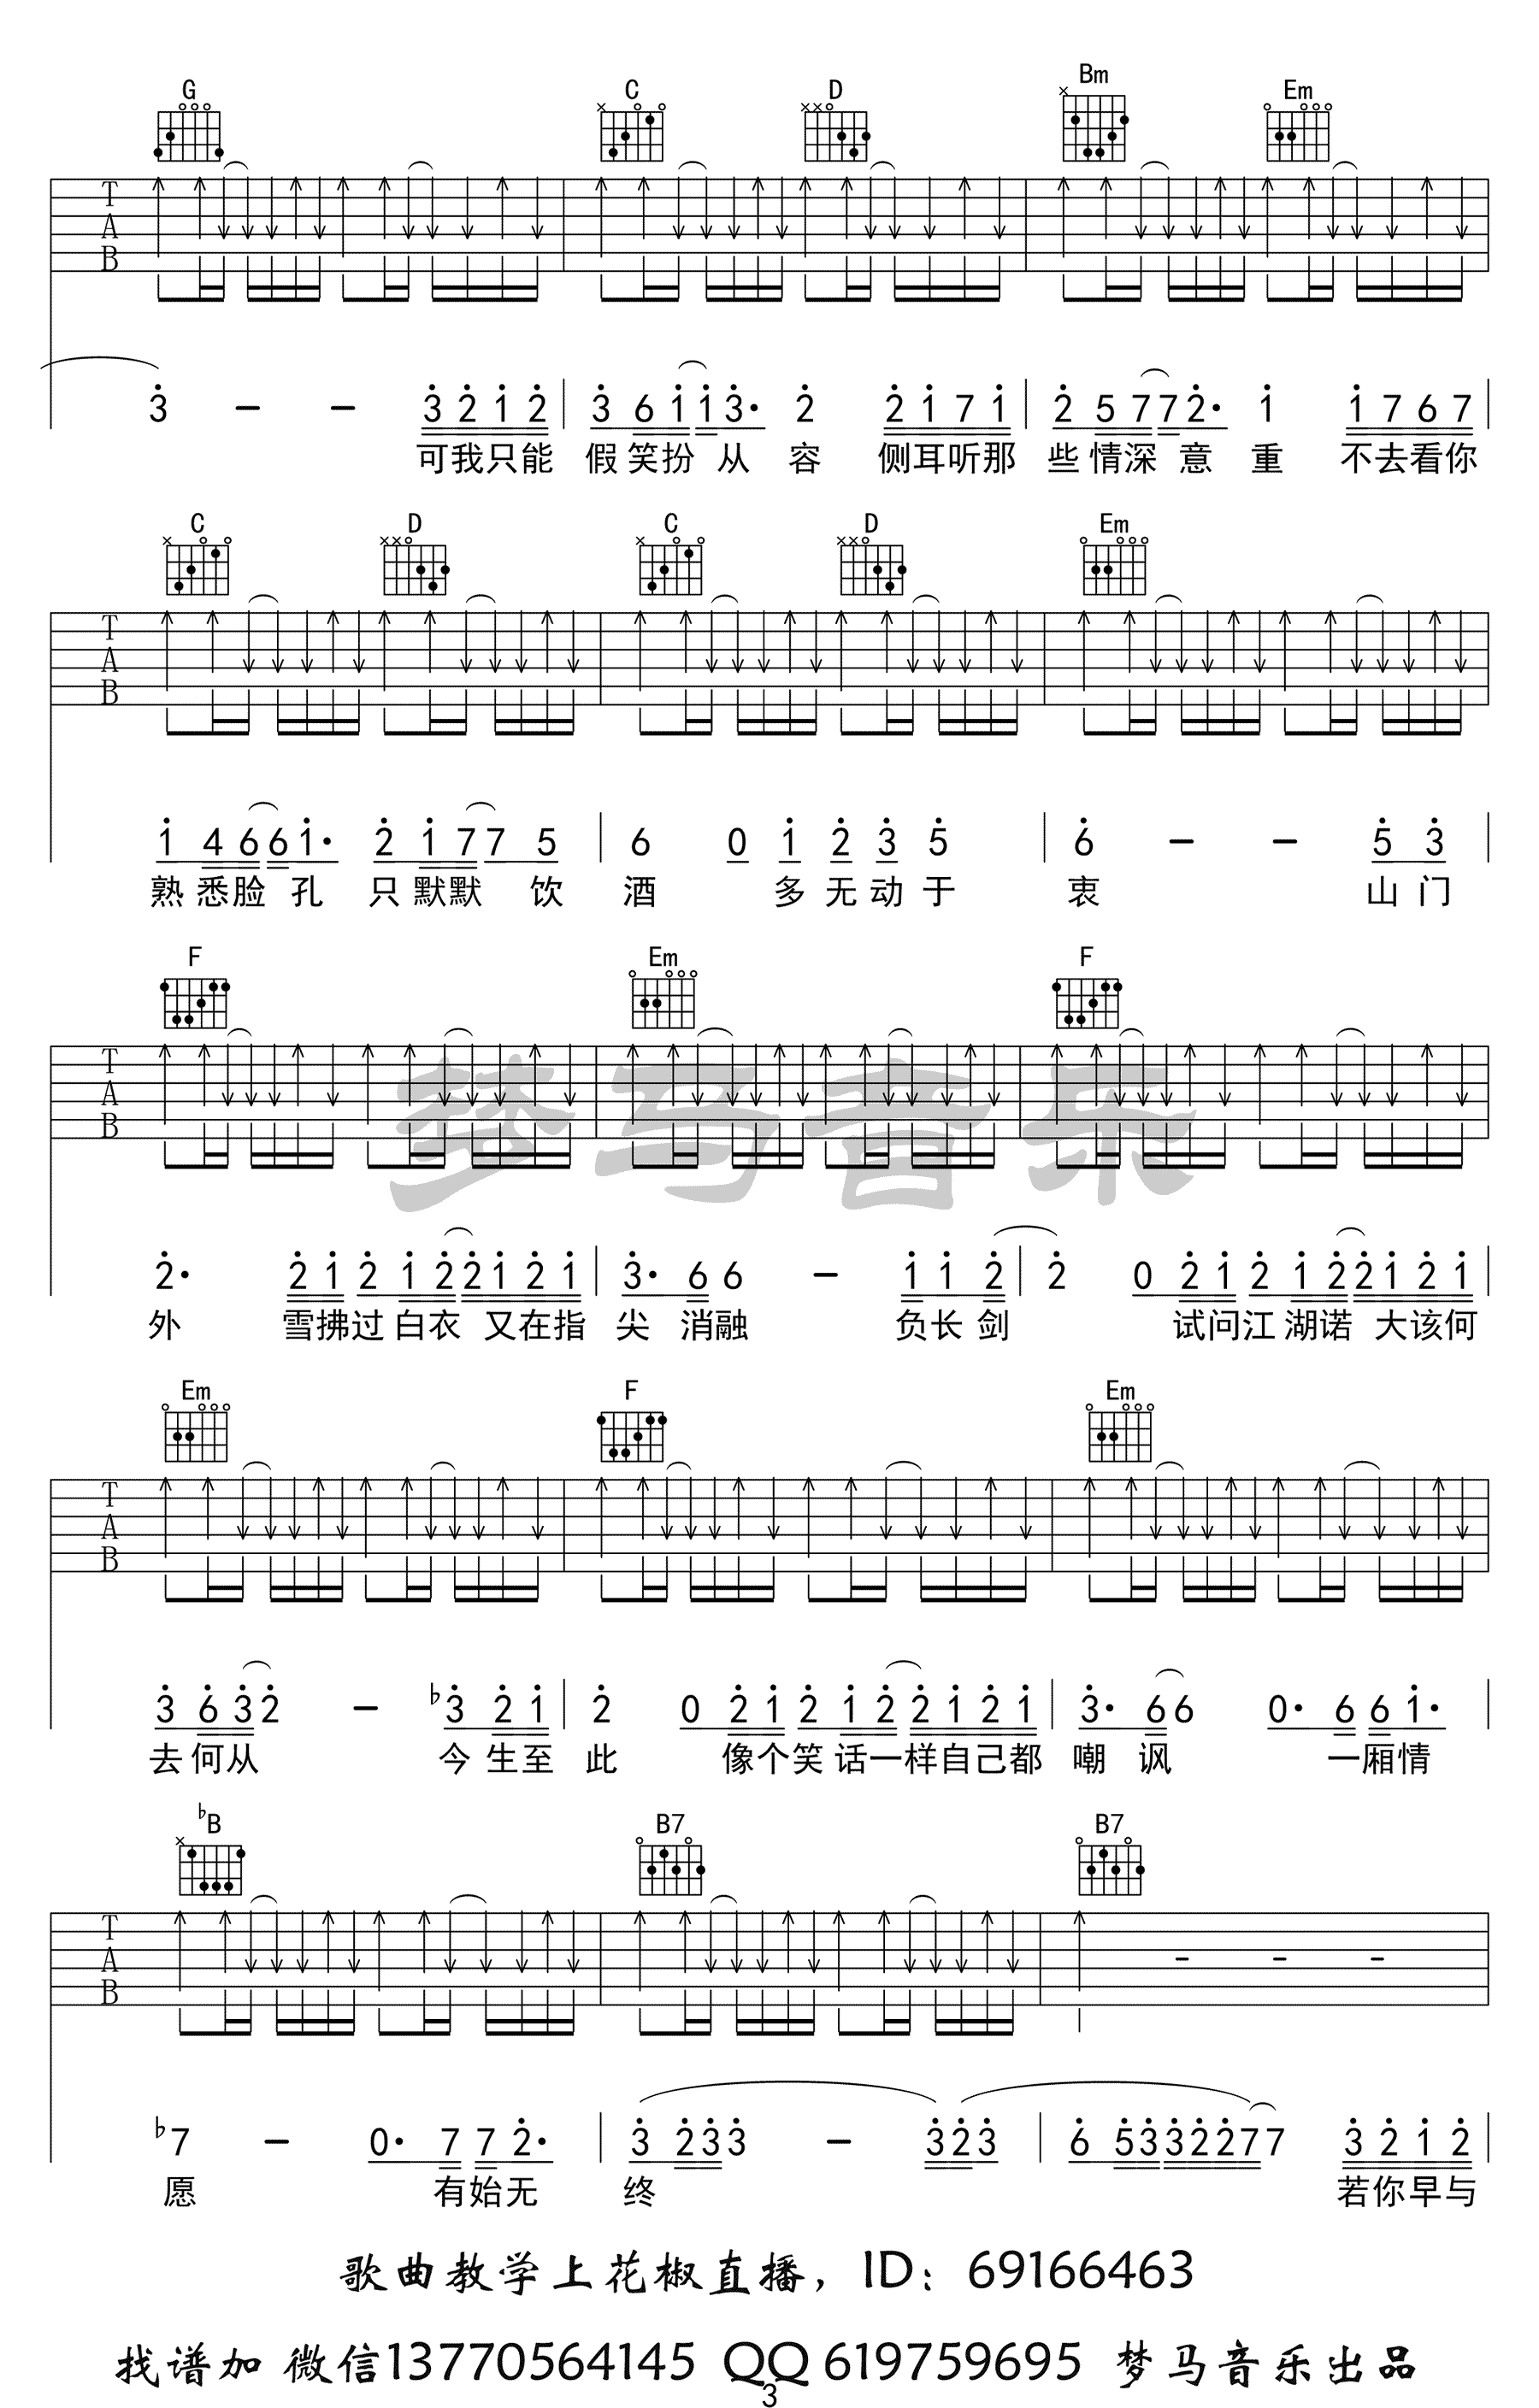 G C D Bm Em
T
A
B
3 - - 3 2 1 2 3 6 1 1 3· 2 2 1 7 1 2 5 7 7 2· 1 1 7 6 7
可我只能 假笑扮从容 侧耳听那 些情深意重 不去看你
C D C D Em
T
A
B
1 4 6 6 1· 2 1 7 7 5 6 0 1 2 3 5 6 - - 5 3
熟悉脸孔 只默默饮 酒 多无动于 衷 山门
F Em F
T
A
B
2· 2 1 2 1 2 2 1 2 1 3· 6 6 - 1 1 2 2 0 2 1 2 1 2 2 1 2 1
外 雪拂过白衣又在指 尖消融 负长剑 试问江湖诺大该何
Em F Em
T
A
B
3 6 3 2 - ♭3 2 1 2 0 2 1 2 1 2 2 1 2 1 3· 6 6 0· 6 6 1·
去何从 今生至 此 像个笑话一样自己都 嘲讽 一厢情
♭B B7 B7
T
A
B
♭7 - 0· 7 7 2· 3 2 3 3 - 3 2 3 6 5 3 3 2 2 7 7 3 2 1 2
愿 有始无 终 若你早与
梦马音乐
歌曲教学上花椒直播，ID：69166463
找谱加 微信13770564145 QQ 619759695 梦马音乐出品
3